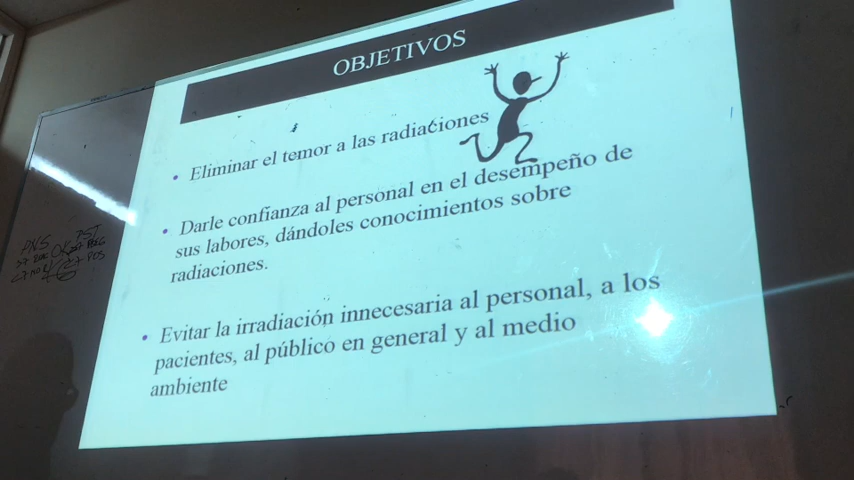 OBJETIVOS
• Eliminar el temor a las radiaciones
• Darle confianza al personal en el desempeño de
sus labores, dándoles conocimientos sobre
radiaciones.
• Evitar la irradiación innecesaria al personal, a los
pacientes, al público en general y al medio
ambiente
PNS